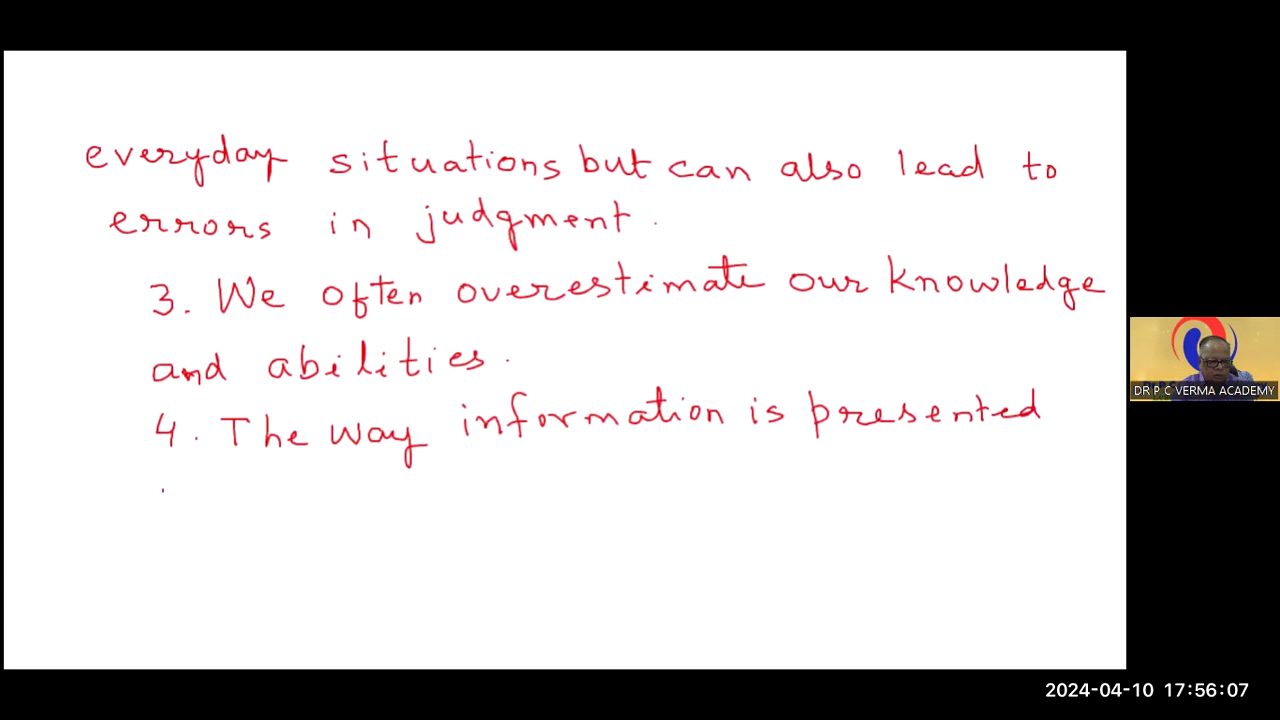 everyday situations but can also lead to
errors in judgment.
3. We often overestimate our knowledge
and abilities.
4. The way information is presented
DR P C VERMA ACADEMY
2024-04-10 17:56:07